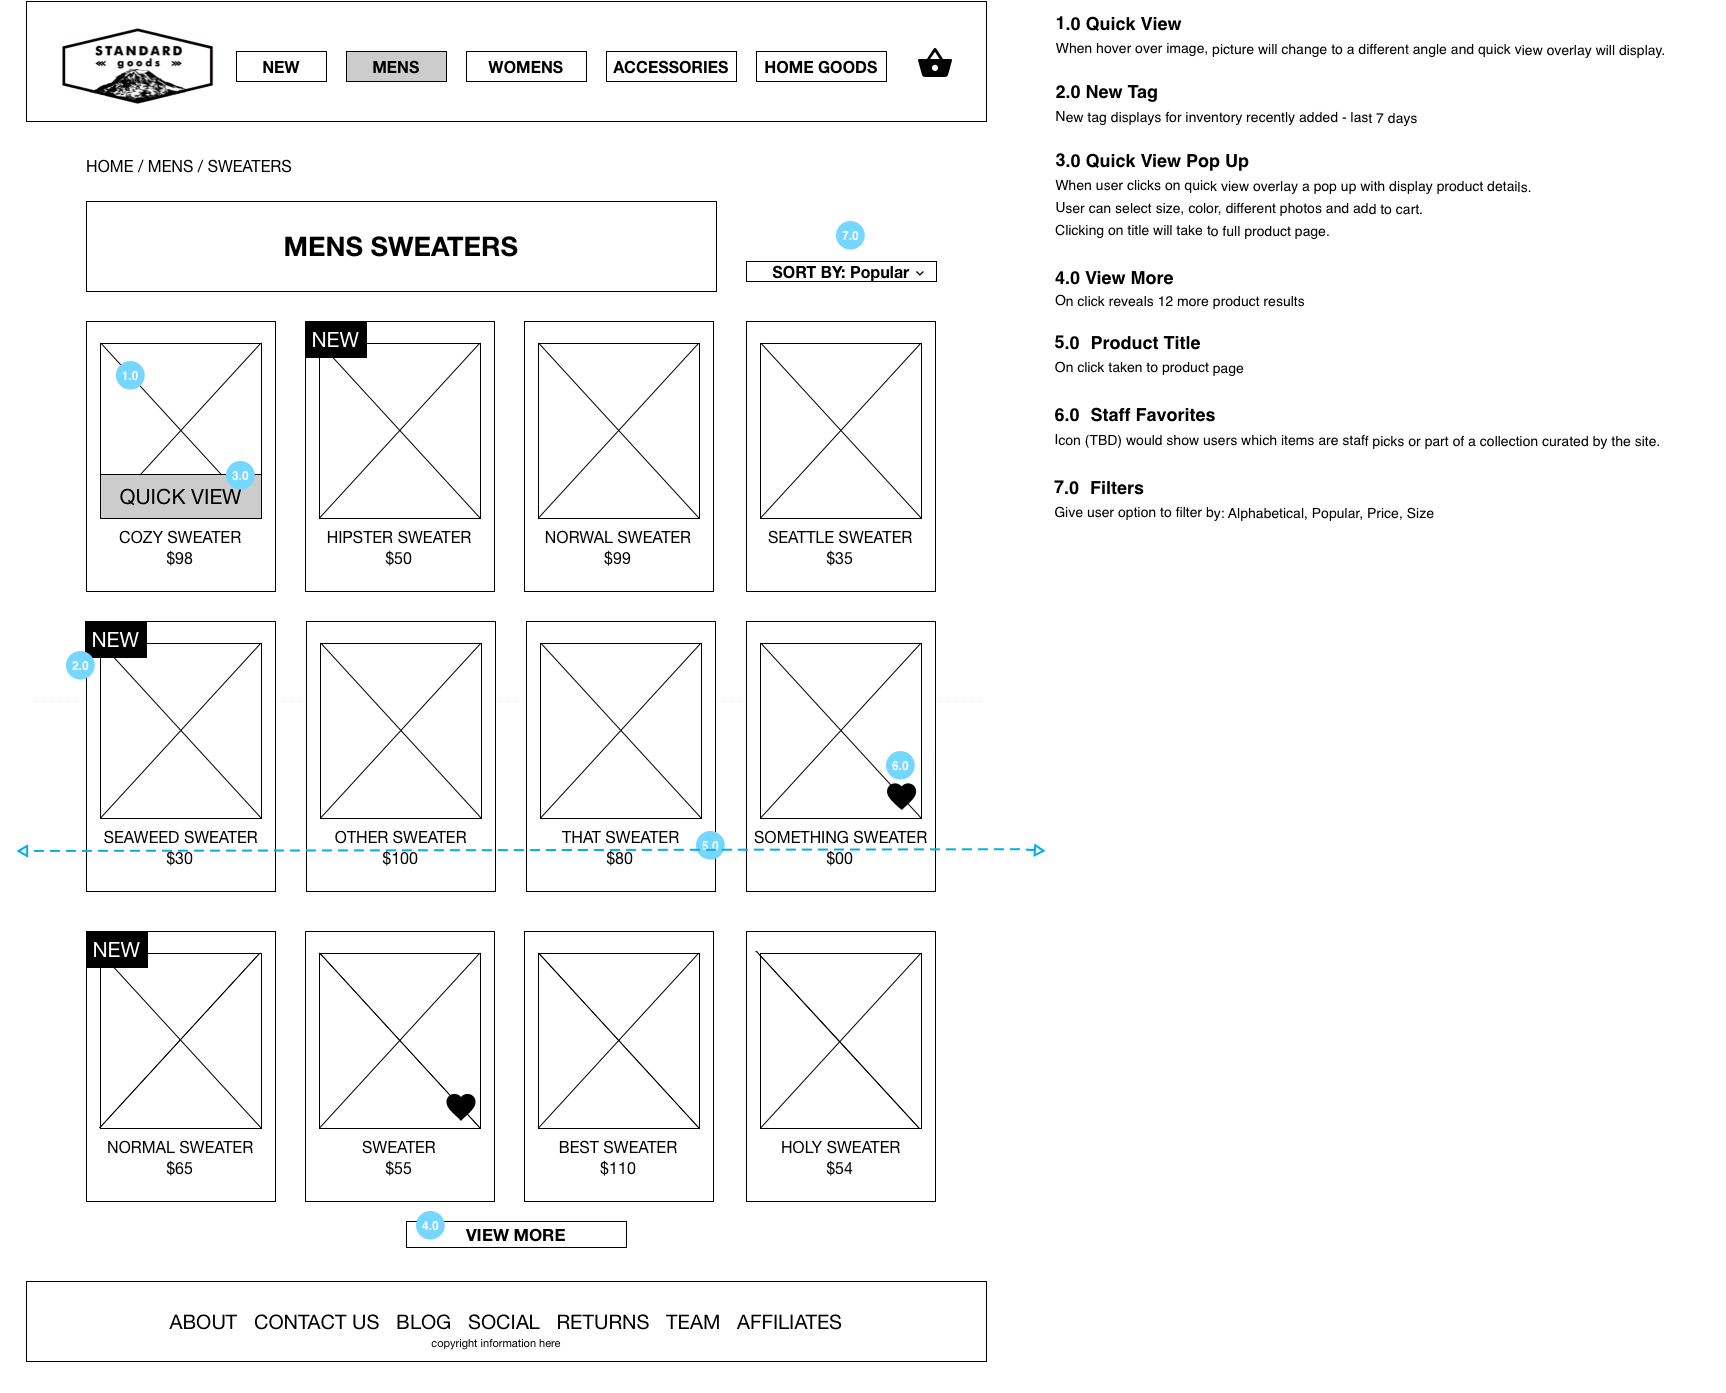 STANDARD
goods
NEW
MENS
WOMENS
ACCESSORIES
HOME GOODS
HOME / MENS / SWEATERS
MENS SWEATERS
7.0
SORT BY: Popular
1.0
3.0
QUICK VIEW
COZY SWEATER
$98
NEW
HIPSTER SWEATER
$50
NORWAL SWEATER
$99
SEATTLE SWEATER
$35
NEW
2.0
SEAWEED SWEATER
$30
OTHER SWEATER
$100
THAT SWEATER
$80
5.0
6.0
SOMETHING SWEATER
$00
NEW
NORMAL SWEATER
$65
SWEATER
$55
BEST SWEATER
$110
HOLY SWEATER
$54
4.0
VIEW MORE
ABOUT CONTACT US BLOG SOCIAL RETURNS TEAM AFFILIATES
copyright information here
1.0 Quick View
When hover over image, picture will change to a different angle and quick view overlay will display.
2.0 New Tag
New tag displays for inventory recently added - last 7 days
3.0 Quick View Pop Up
When user clicks on quick view overlay a pop up with display product details.
User can select size, color, different photos and add to cart.
Clicking on title will take to full product page.
4.0 View More
On click reveals 12 more product results
5.0 Product Title
On click taken to product page
6.0 Staff Favorites
Icon (TBD) would show users which items are staff picks or part of a collection curated by the site.
7.0 Filters
Give user option to filter by: Alphabetical, Popular, Price, Size